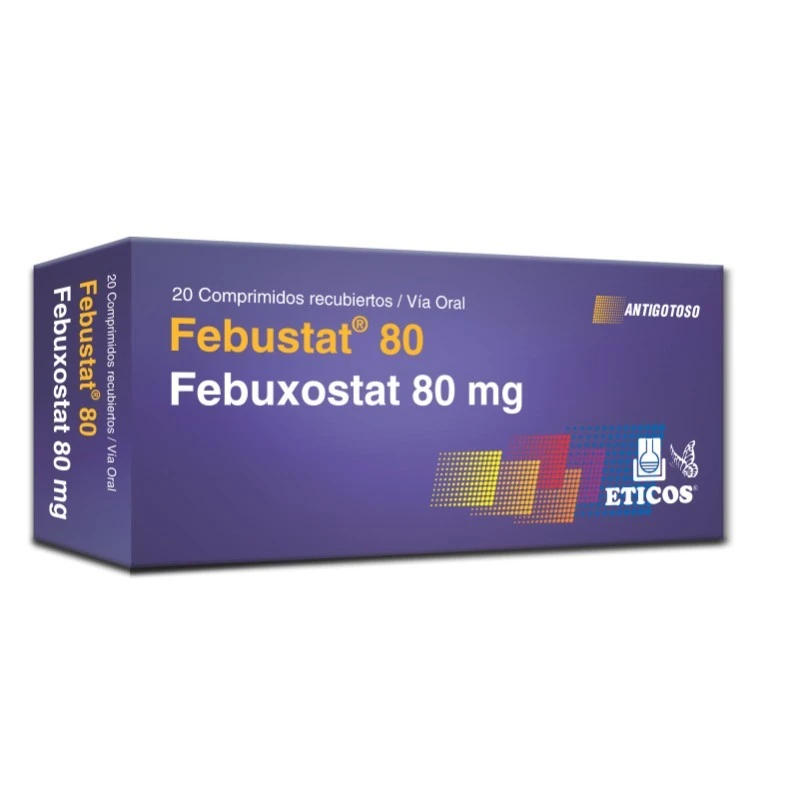 20 Comprimidos recubiertos / Vía Oral
Febustat® 80
Febuxostat 80 mg
ANTIGOTOSO
ETICOS®
20 Comprimidos recubiertos / Vía Oral
Febustat® 80
Febuxostat 80 mg